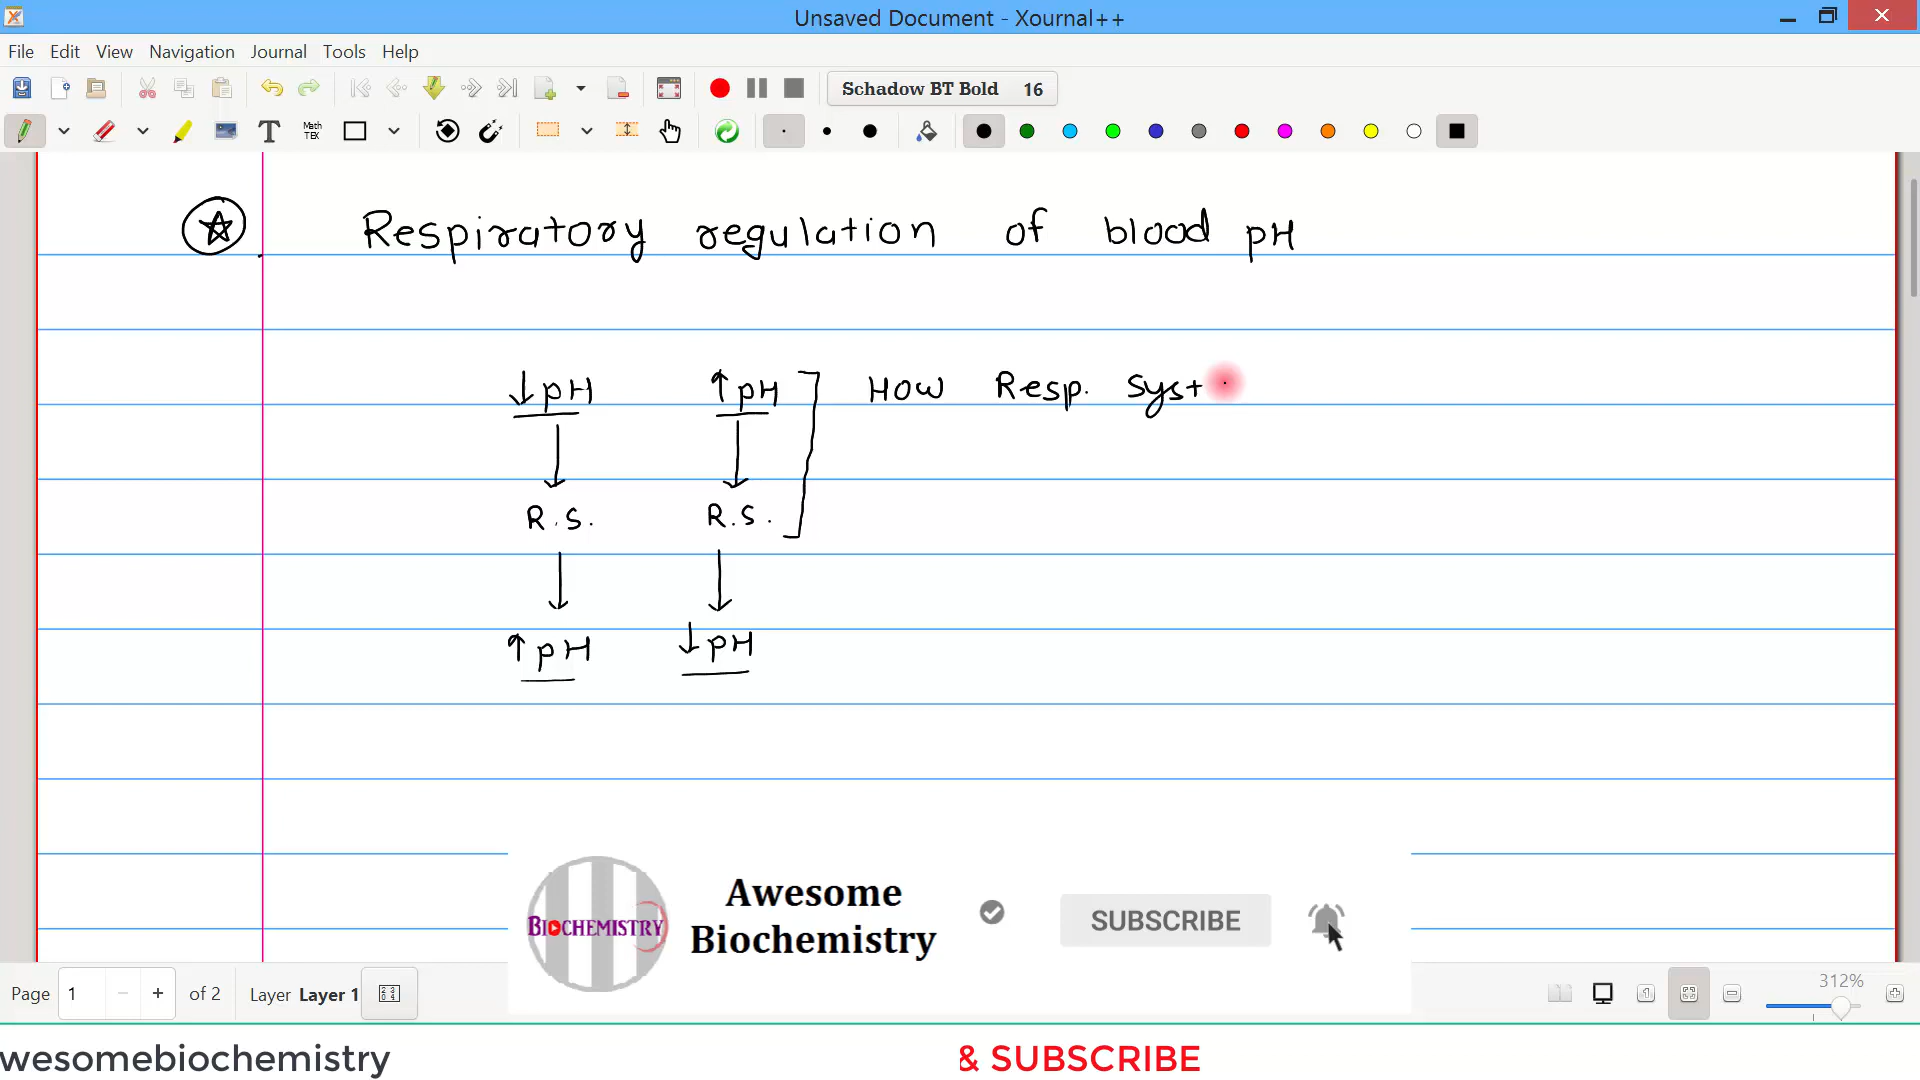 Unsaved Document - Xournal++
File Edit View Navigation Journal Tools Help
Schadow BT Bold 16
Math
TEX
Respiratory regulation of blood pH
↓pH ↑pH How Resp. Syst
R.S. R.S.
↑pH ↓pH
BIOCHEMISTRY
Awesome
Biochemistry
SUBSCRIBE
Page 1 of 2 Layer Layer 1
312%
wesomebiochemistry & SUBSCRIBE